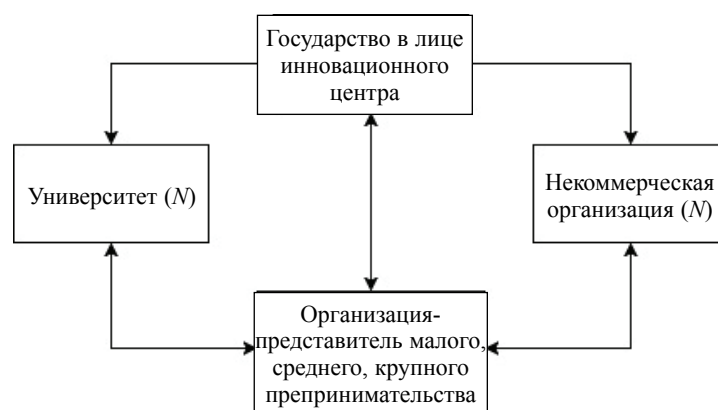 Государство в лице
инновационного
центра
Университет (N)
Некоммерческая
организация (N)
Организация-
представитель малого,
среднего, крупного
препринимательства